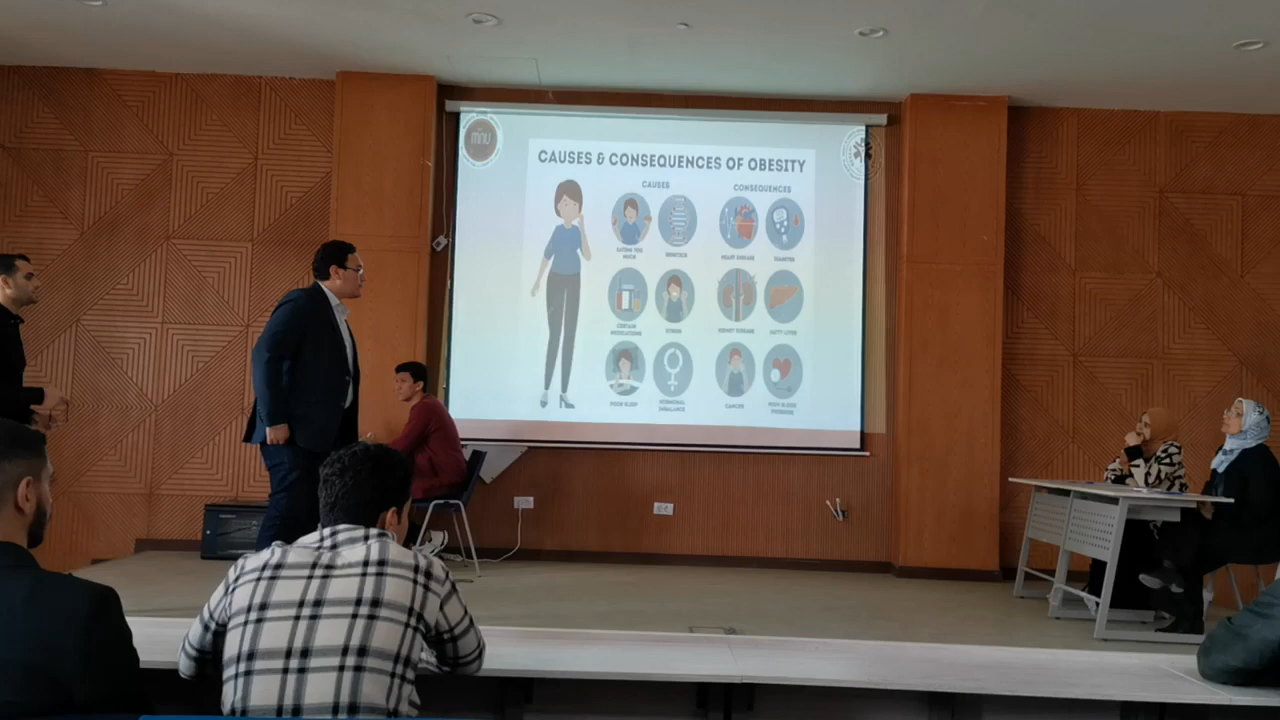 MNU
CAUSES & CONSEQUENCES OF OBESITY
CAUSES
CONSEQUENCES
EATING TOO
MUCH
GENETICS
HEART DISEASE
DIABETES
CERTAIN
MEDICATIONS
STRESS
KIDNEY DISEASE
FATTY LIVER
POOR SLEEP
HORMONAL
IMBALANCE
CANCER
HIGH BLOOD
PRESSURE